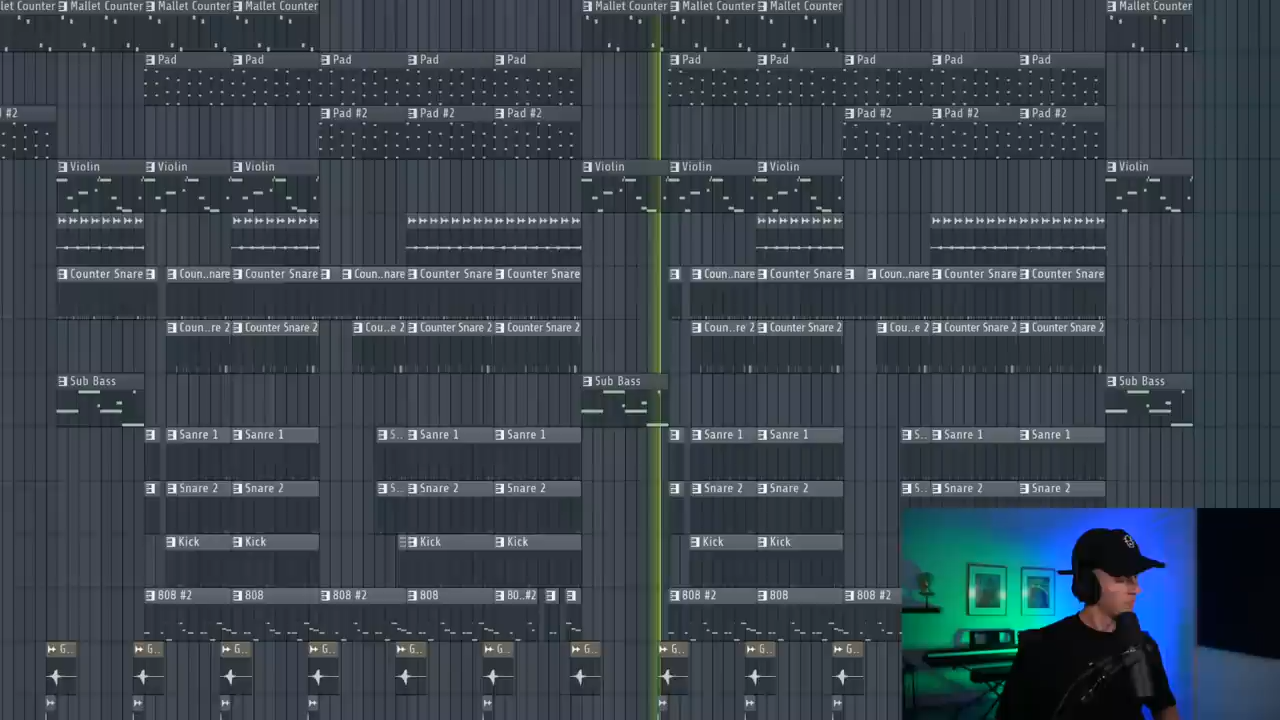 let Counter Mallet Counter Mallet Counter Mallet Counter Mallet Counter Mallet Counter Mallet Counter Mallet Counter
Pad Pad Pad Pad Pad Pad Pad Pad Pad Pad
#2 Pad #2 Pad #2 Pad #2 Pad #2 Pad #2 Pad #2
Violin Violin Violin Violin Violin Violin Violin
Counter Snare Coun..nare Counter Snare Coun..nare Counter Snare Counter Snare Coun..nare Counter Snare Coun..nare Counter Snare Counter Snare
Coun..re 2 Counter Snare 2 Cou..e 2 Counter Snare 2 Counter Snare 2 Coun..re 2 Counter Snare 2 Cou..e 2 Counter Snare 2 Counter Snare 2
Sub Bass Sub Bass Sub Bass
Sanre 1 Sanre 1 S.. Sanre 1 Sanre 1 Sanre 1 Sanre 1 S.. Sanre 1 Sanre 1
Snare 2 Snare 2 S.. Snare 2 Snare 2 Snare 2 Snare 2 S.. Snare 2 Snare 2
Kick Kick Kick Kick Kick Kick
808 #2 808 808 #2 808 80..#2 808 #2 808 808 #2
G.. G.. G.. G.. G.. G.. G.. G.. G.. G..